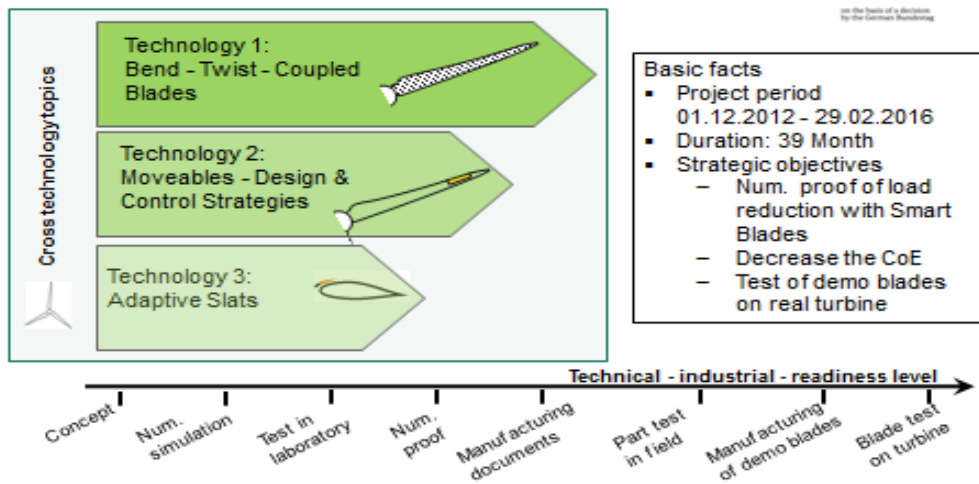 on the basis of a decision
by the German Bundestag
Crosstechnologytopics
Technology 1:
Bend - Twist - Coupled
Blades
Technology 2:
Moveables - Design &
Control Strategies
Technology 3:
Adaptive Slats
Basic facts
▪ Project period
01.12.2012 - 29.02.2016
▪ Duration: 39 Month
▪ Strategic objectives
– Num. proof of load
reduction with Smart
Blades
– Decrease the CoE
– Test of demo blades
on real turbine
Technical - industrial - readiness level
Concept
Num.
simulation
Test in
laboratory
Num.
proof
Manufacturing
documents
Part test
in field
Manufacturing
of demo blades
Blade test
on turbine